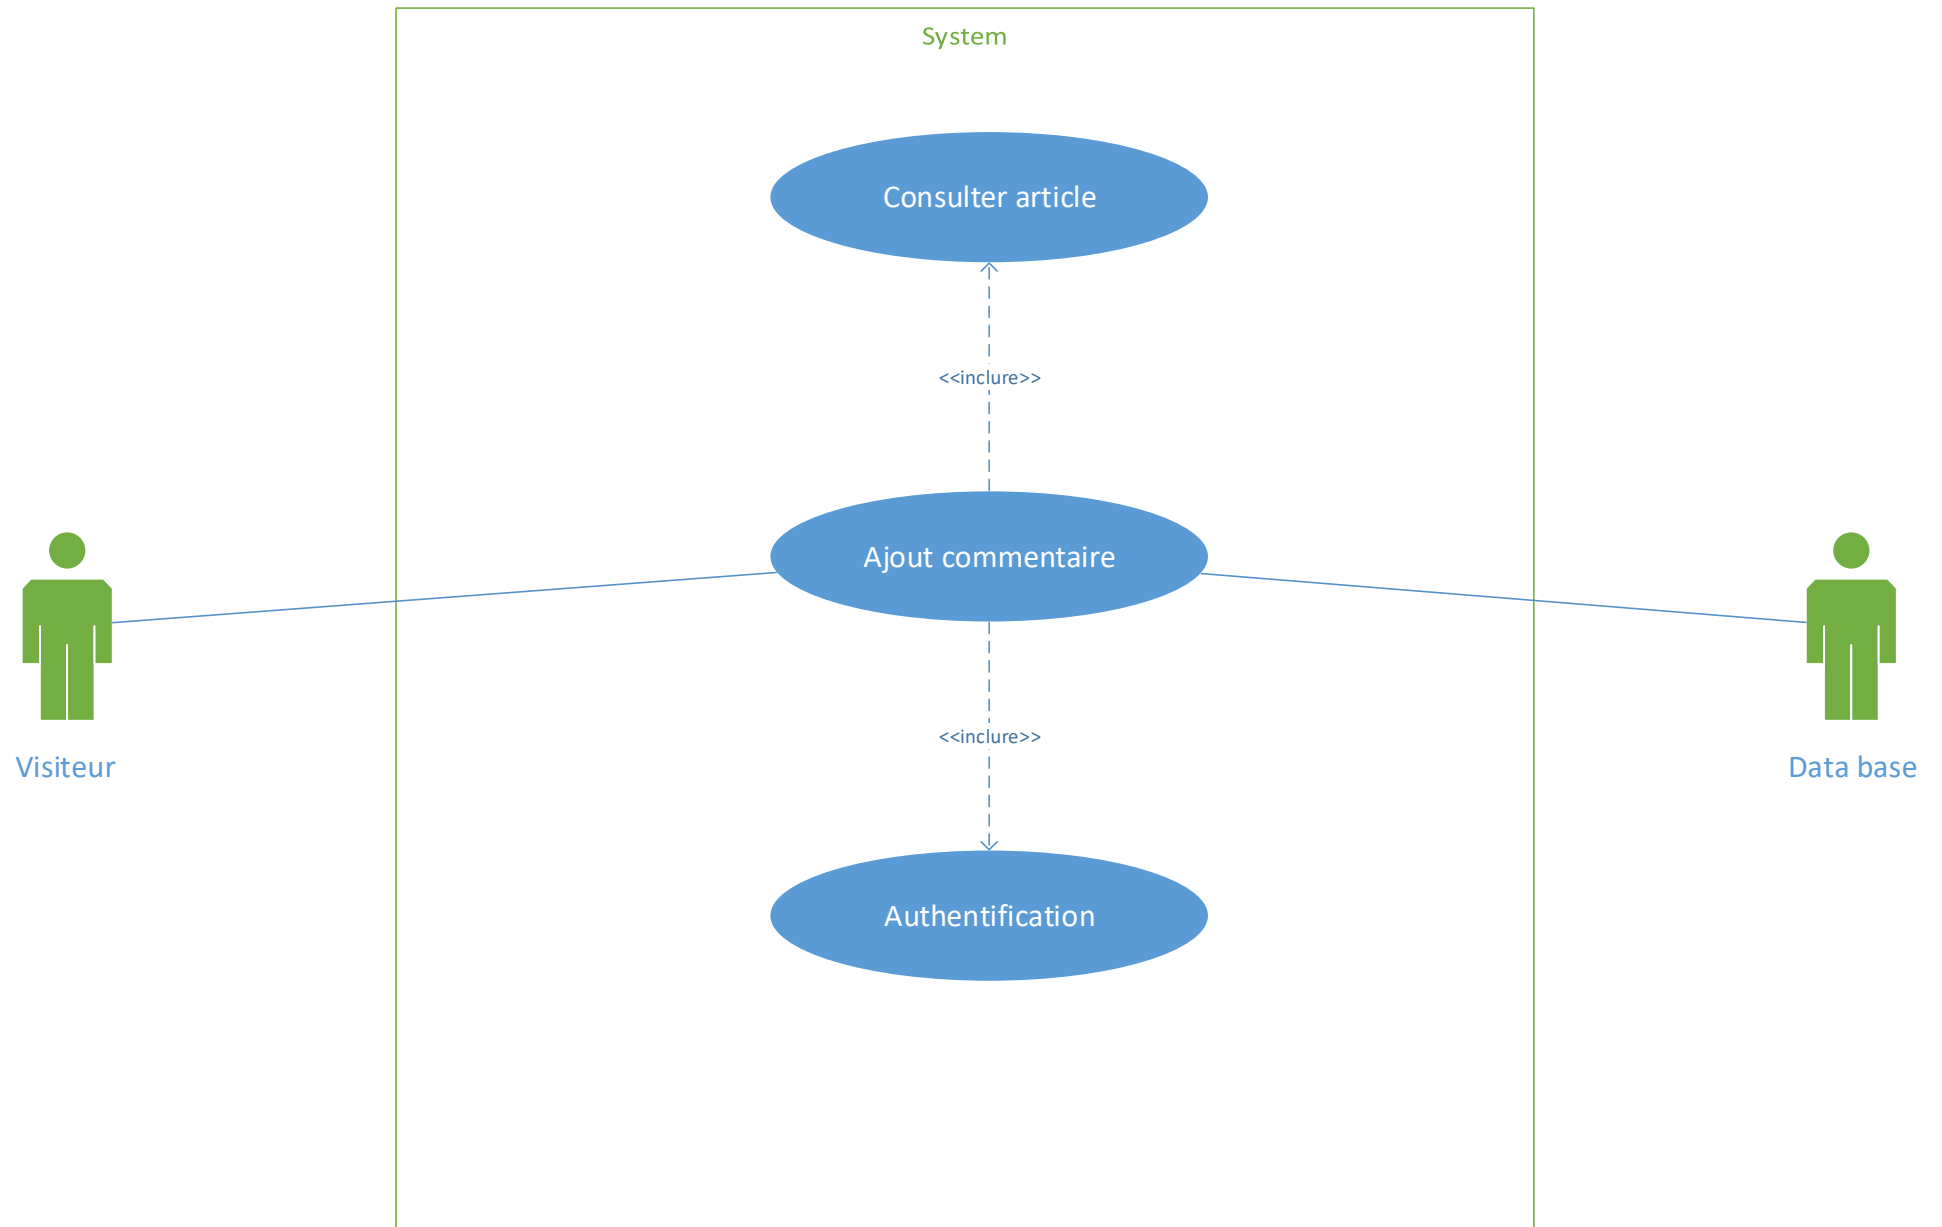 System
Consulter article
<<inclure>>
Ajout commentaire
<<inclure>>
Visiteur
Data base
Authentification